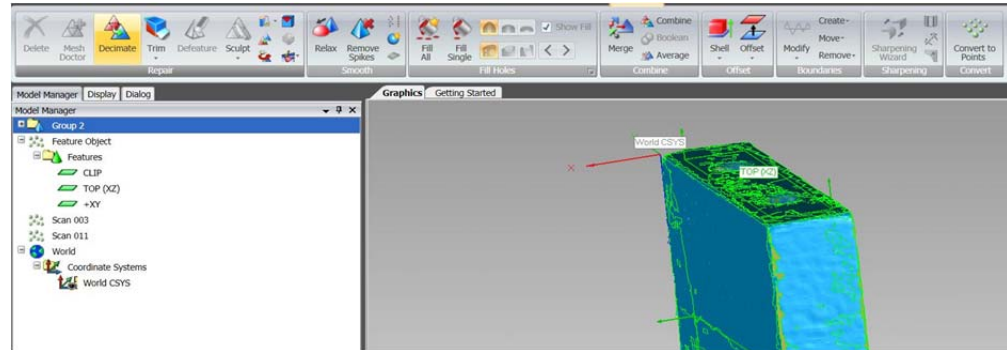 Delete
Mesh Doctor
Decimate
Trim
Defeature
Sculpt
Repair
Relax
Remove Spikes
Smooth
Fill All
Fill Single
Show Fill
Fill Holes
Merge
Combine
Boolean
Average
Combine
Shell
Offset
Offset
Modify
Create
Move
Remove
Boundaries
Sharpening Wizard
Sharpening
Convert to Points
Convert
Model Manager Display Dialog
Model Manager
Group 2
Feature Object
Features
CLIP
TOP (XZ)
+XY
Scan 003
Scan 011
World
Coordinate Systems
World CSYS
Graphics Getting Started
World CSYS
X
TOP (XZ)